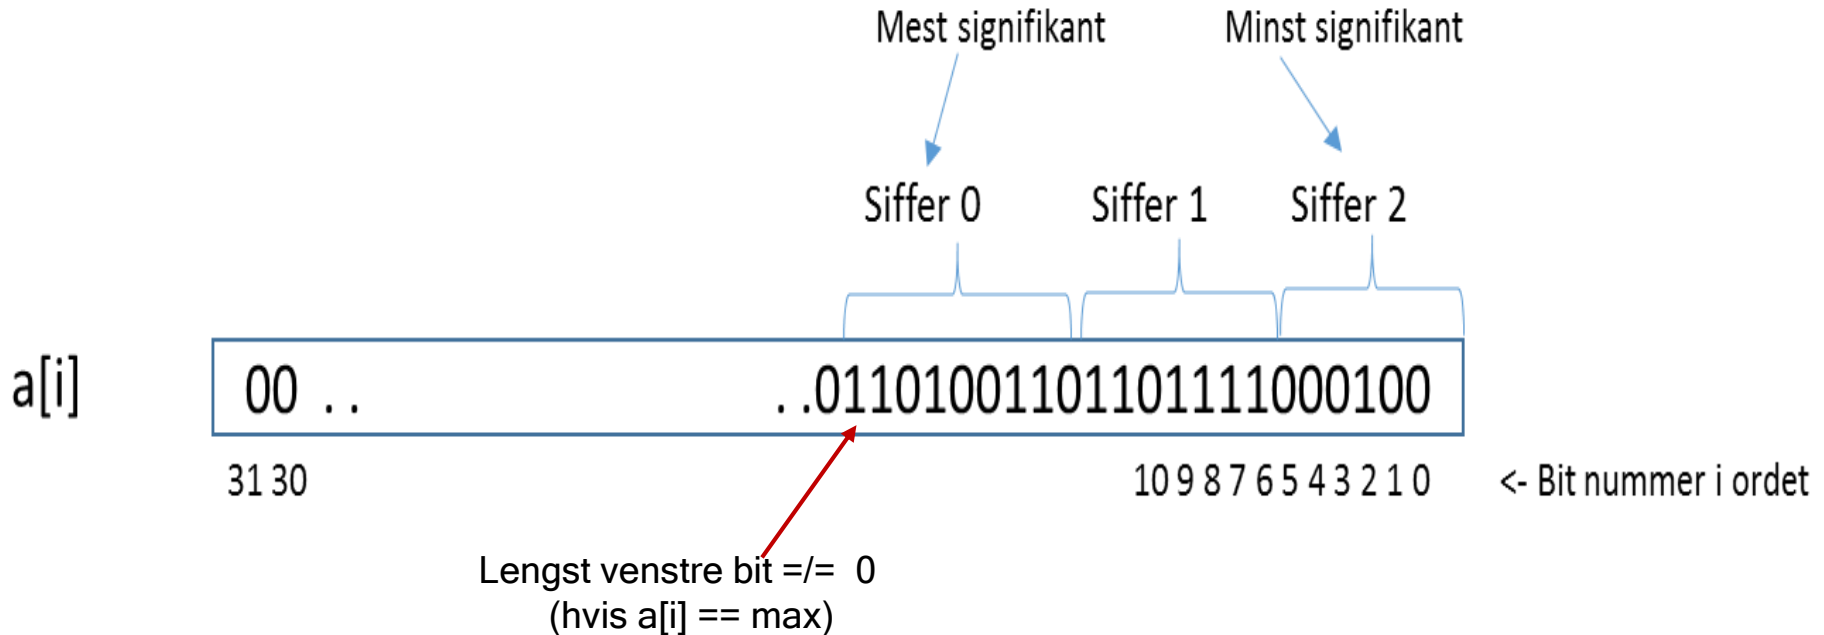 Mest signifikant Minst signifikant
Siffer 0 Siffer 1 Siffer 2
a[i] 00 . . . .01101001101101111000100
31 30 10 9 8 7 6 5 4 3 2 1 0 <- Bit nummer i ordet
Lengst venstre bit =/= 0
(hvis a[i] == max)